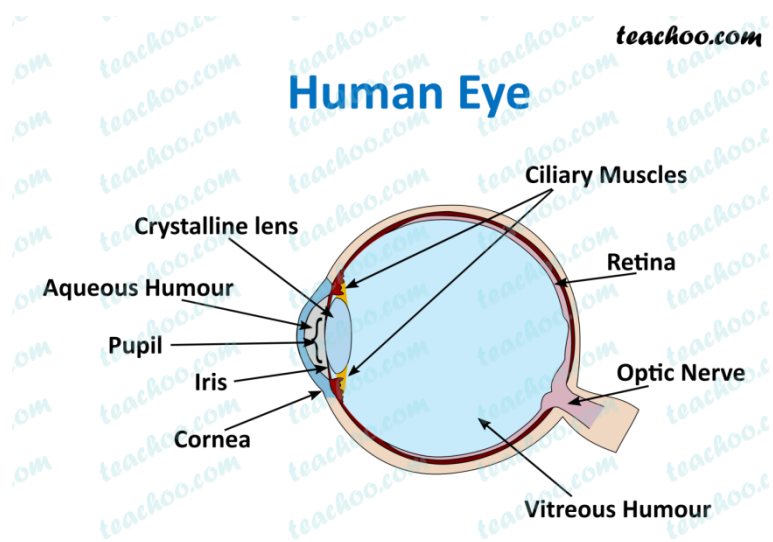 teachoo.com
Human Eye
Ciliary Muscles
Crystalline lens
Retina
Aqueous Humour
Pupil
Optic Nerve
Iris
Cornea
Vitreous Humour